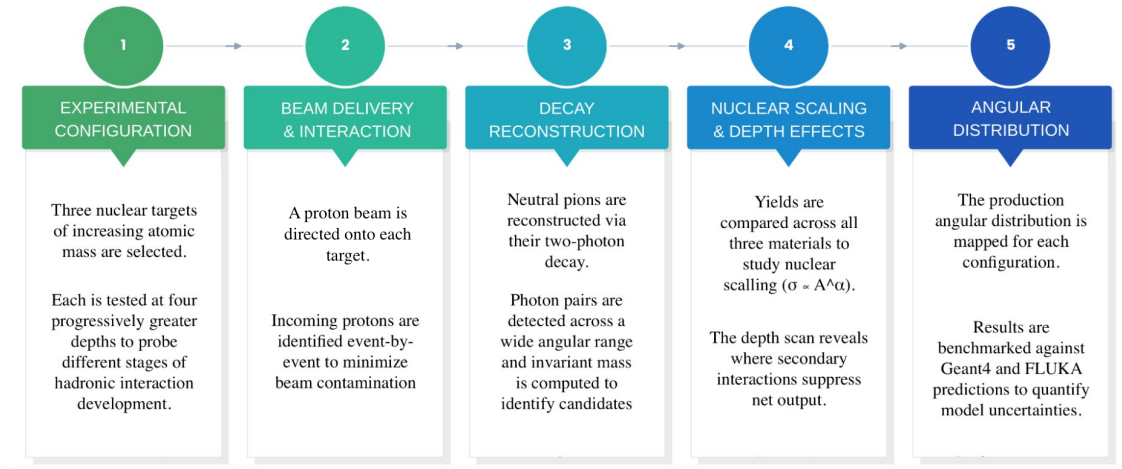 1
EXPERIMENTAL
CONFIGURATION
Three nuclear targets
of increasing atomic
mass are selected.
Each is tested at four
progressively greater
depths to probe
different stages of
hadronic interaction
development.
2
BEAM DELIVERY
& INTERACTION
A proton beam is
directed onto each
target.
Incoming protons are
identified event-by-
event to minimize
beam contamination
3
DECAY
RECONSTRUCTION
Neutral pions are
reconstructed via
their two-photon
decay.
Photon pairs are
detected across a
wide angular range
and invariant mass
is computed to
identify candidates
4
NUCLEAR SCALING
& DEPTH EFFECTS
Yields are
compared across all
three materials to
study nuclear
scalling (σ ∝ A^α).
The depth scan reveals
where secondary
interactions suppress
net output.
5
ANGULAR
DISTRIBUTION
The production
angular distribution is
mapped for each
configuration.
Results are
benchmarked against
Geant4 and FLUKA
predictions to quantify
model uncertainties.